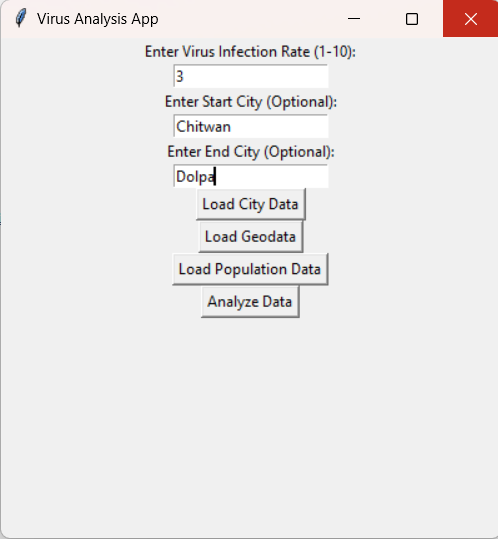 Virus Analysis App
Enter Virus Infection Rate (1-10):
3
Enter Start City (Optional):
Chitwan
Enter End City (Optional):
Dolpa
Load City Data
Load Geodata
Load Population Data
Analyze Data